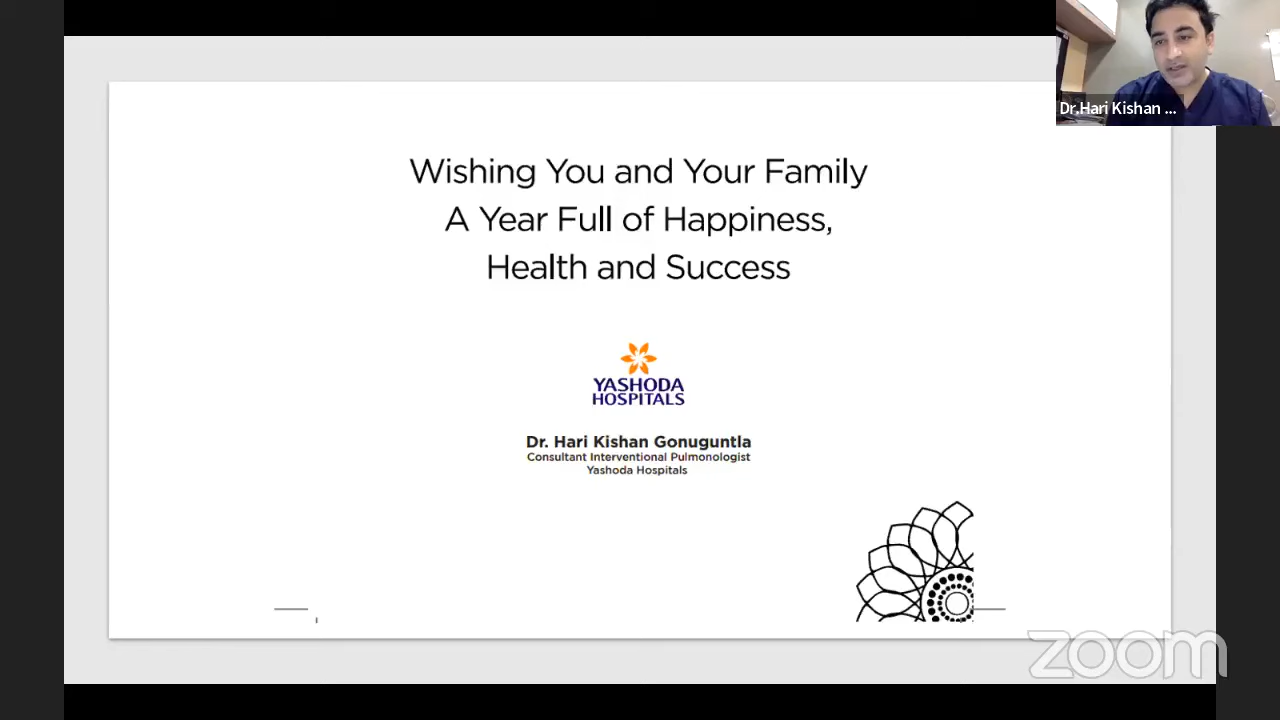 Dr.Hari Kishan ...
Wishing You and Your Family
A Year Full of Happiness,
Health and Success
YASHODA
HOSPITALS
Dr. Hari Kishan Gonuguntla
Consultant Interventional Pulmonologist
Yashoda Hospitals
zoom